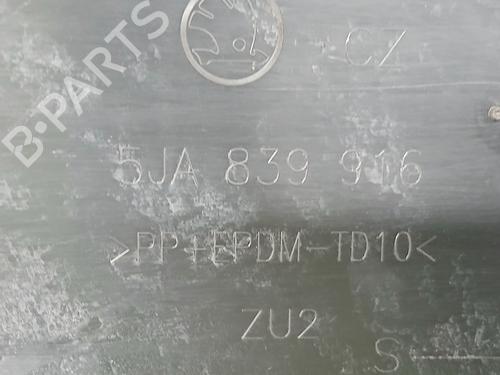 CZ
B-PARTS
5JA 839 916
>PP+EPDM-TD10<
ZU2
S